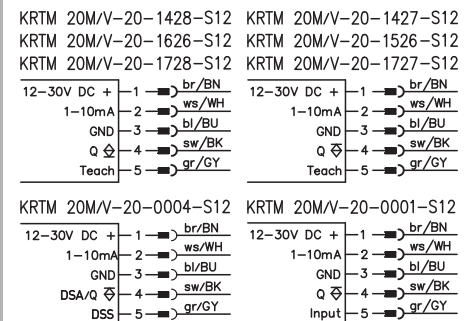 KRTM 20M/V-20-1428-S12
KRTM 20M/V-20-1626-S12
KRTM 20M/V-20-1728-S12
12-30V DC + 1 br/BN
1-10mA 2 ws/WH
GND 3 bl/BU
Q 4 sw/BK
Teach 5 gr/GY
KRTM 20M/V-20-1427-S12
KRTM 20M/V-20-1526-S12
KRTM 20M/V-20-1727-S12
12-30V DC + 1 br/BN
1-10mA 2 ws/WH
GND 3 bl/BU
Q 4 sw/BK
Teach 5 gr/GY
KRTM 20M/V-20-0004-S12
12-30V DC + 1 br/BN
1-10mA 2 ws/WH
GND 3 bl/BU
DSA/Q 4 sw/BK
DSS 5 gr/GY
KRTM 20M/V-20-0001-S12
12-30V DC + 1 br/BN
1-10mA 2 ws/WH
GND 3 bl/BU
Q 4 sw/BK
Input 5 gr/GY